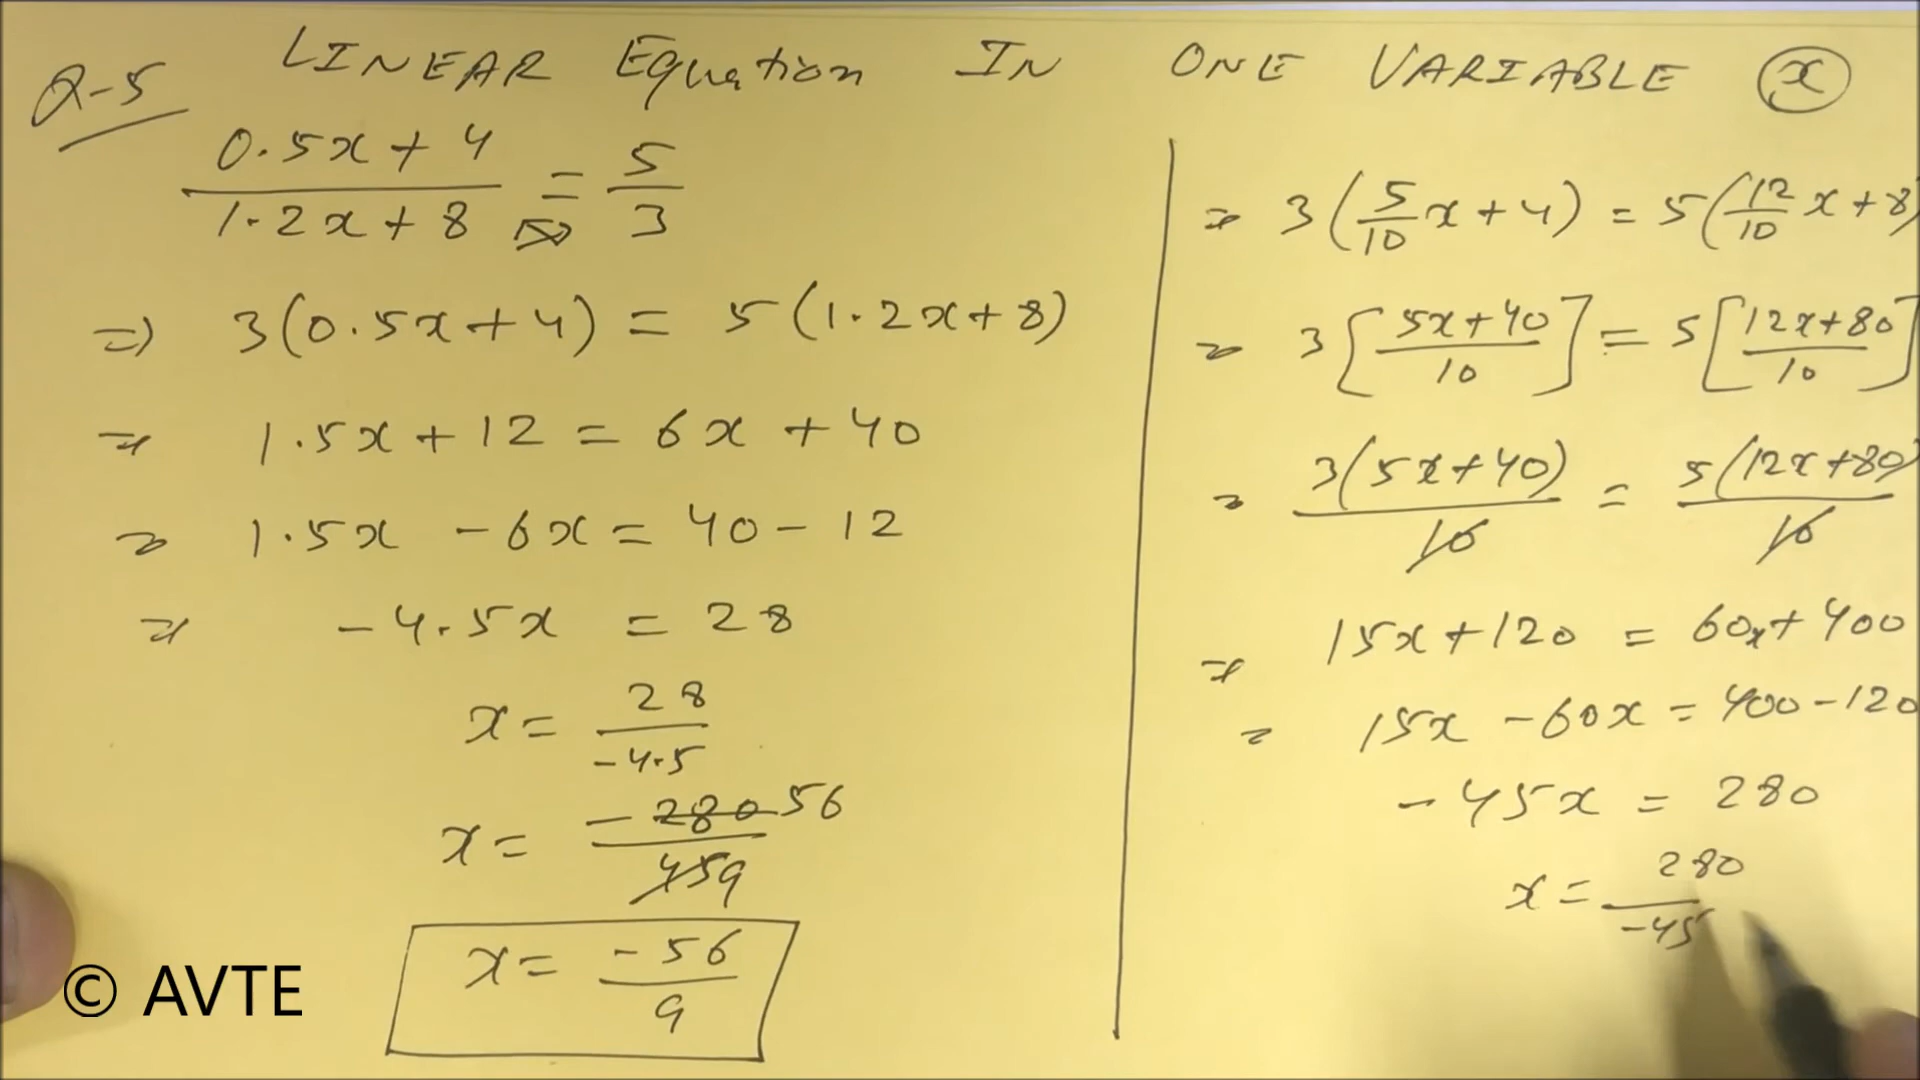 LINEAR Equation IN ONE VARIABLE x
Q-5
0.5x + 4 / 1.2x + 8 = 5/3
=> 3(0.5x + 4) = 5(1.2x + 8)
=> 1.5x + 12 = 6x + 40
=> 1.5x - 6x = 40 - 12
=> -4.5x = 28
x = 28 / -4.5
x = -280 56 / 45 9
x = -56 / 9
=> 3(5/10 x + 4) = 5(12/10 x + 8)
=> 3[5x + 40 / 10] = 5[12x + 80 / 10]
=> 3(5x + 40) / 10 = 5(12x + 80) / 10
=> 15x + 120 = 60x + 400
= 15x - 60x = 400 - 120
-45x = 280
x = 280 / -45
© AVTE